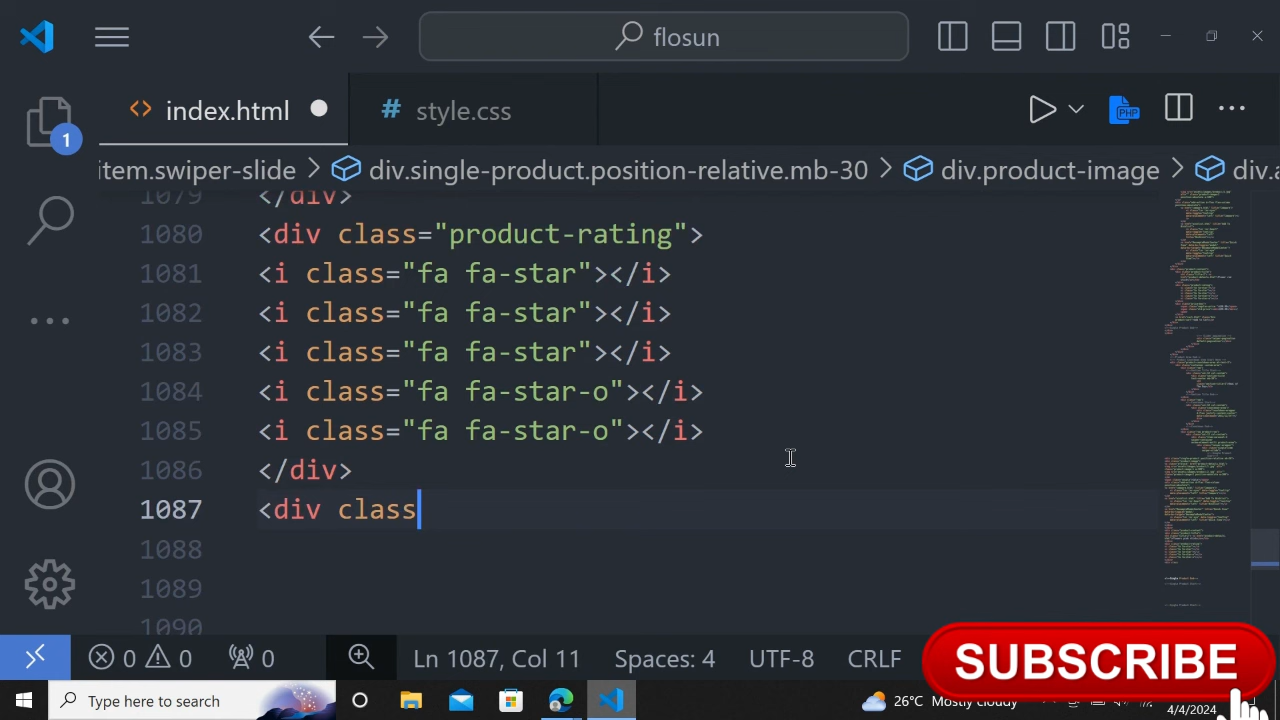 flosun
index.html
# style.css
1
item.swiper-slide > div.single-product.position-relative.mb-30 > div.product-image > div.a
1079 </div>
1080 <div class="product-rating">
1081 <i class="fa fa-star"></i>
1082 <i class="fa fa-star"></i>
1083 <i class="fa fa-star"></i>
1084 <i class="fa fa-star-o"></i>
1085 <i class="fa fa-star-o"></i>
1086 </div>
1087 <div class
1088
1089
1090
0 0 0 Ln 1087, Col 11 Spaces: 4 UTF-8 CRLF
SUBSCRIBE
Type here to search
26°C Mostly cloudy
4/4/2024